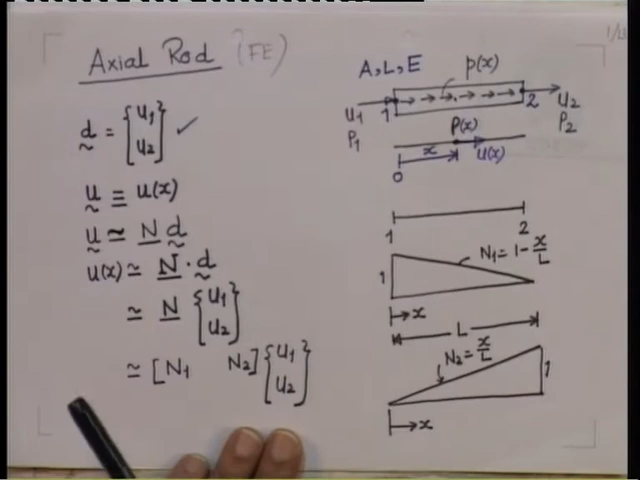 Axial Rod (FE)
d = {u1 u2} ✓
u ≡ u(x)
u ≃ N d
u(x) ≃ N · d
≃ N {u1 u2}
≃ [N1 N2] {u1 u2}
A, L, E
p(x)
u1 1 2 u2
P1 P2
p(x)
x u(x)
0
1 2
N1 = 1 - x/L
1
x
L
N2 = x/L
1
x